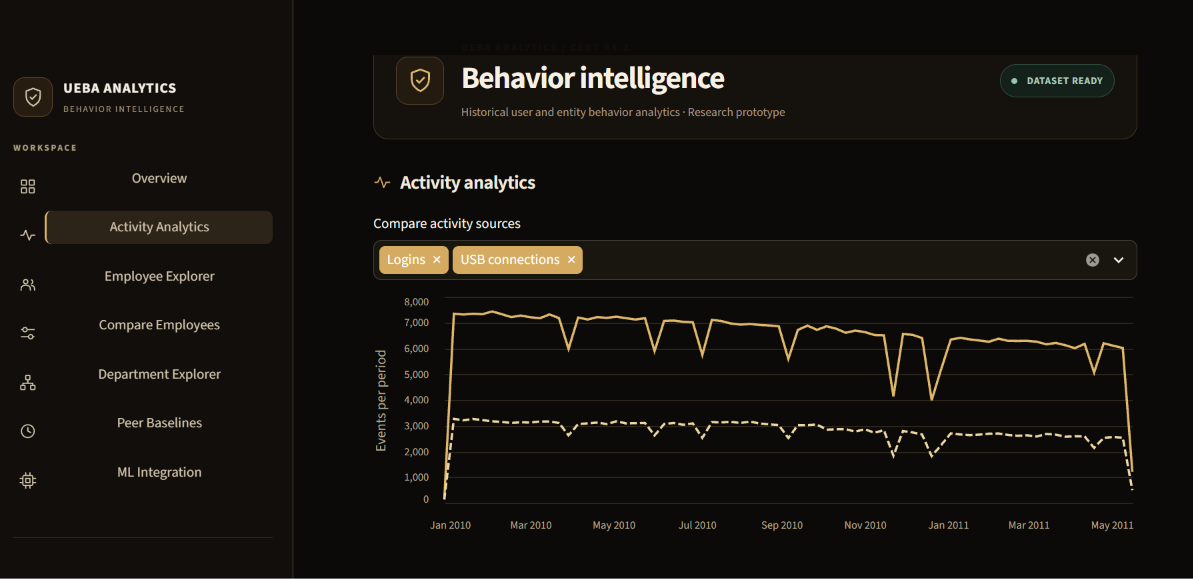 UEBA ANALYTICS
BEHAVIOR INTELLIGENCE
WORKSPACE
Overview
Activity Analytics
Employee Explorer
Compare Employees
Department Explorer
Peer Baselines
ML Integration
Behavior intelligence
Historical user and entity behavior analytics · Research prototype
DATASET READY
Activity analytics
Compare activity sources
Logins ×
USB connections ×
Events per period
8,000
7,000
6,000
5,000
4,000
3,000
2,000
1,000
0
Jan 2010
Mar 2010
May 2010
Jul 2010
Sep 2010
Nov 2010
Jan 2011
Mar 2011
May 2011